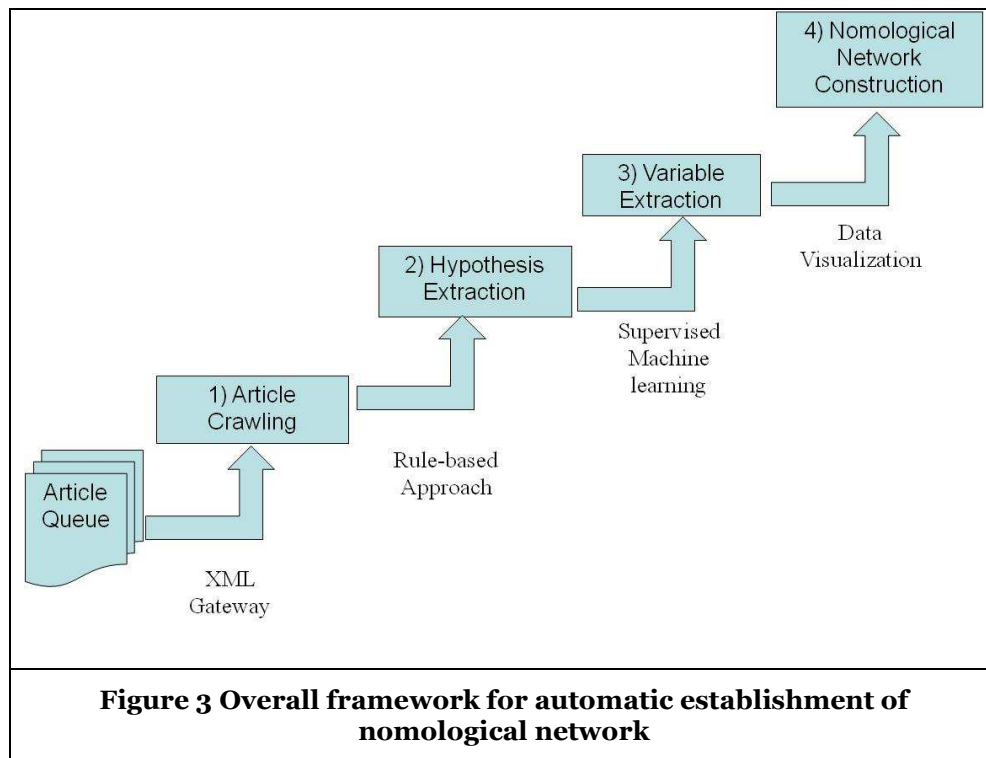 4) Nomological
Network
Construction
3) Variable
Extraction
Data
Visualization
2) Hypothesis
Extraction
Supervised
Machine
learning
1) Article
Crawling
Rule-based
Approach
Article
Queue
XML
Gateway
Figure 3 Overall framework for automatic establishment of
nomological network